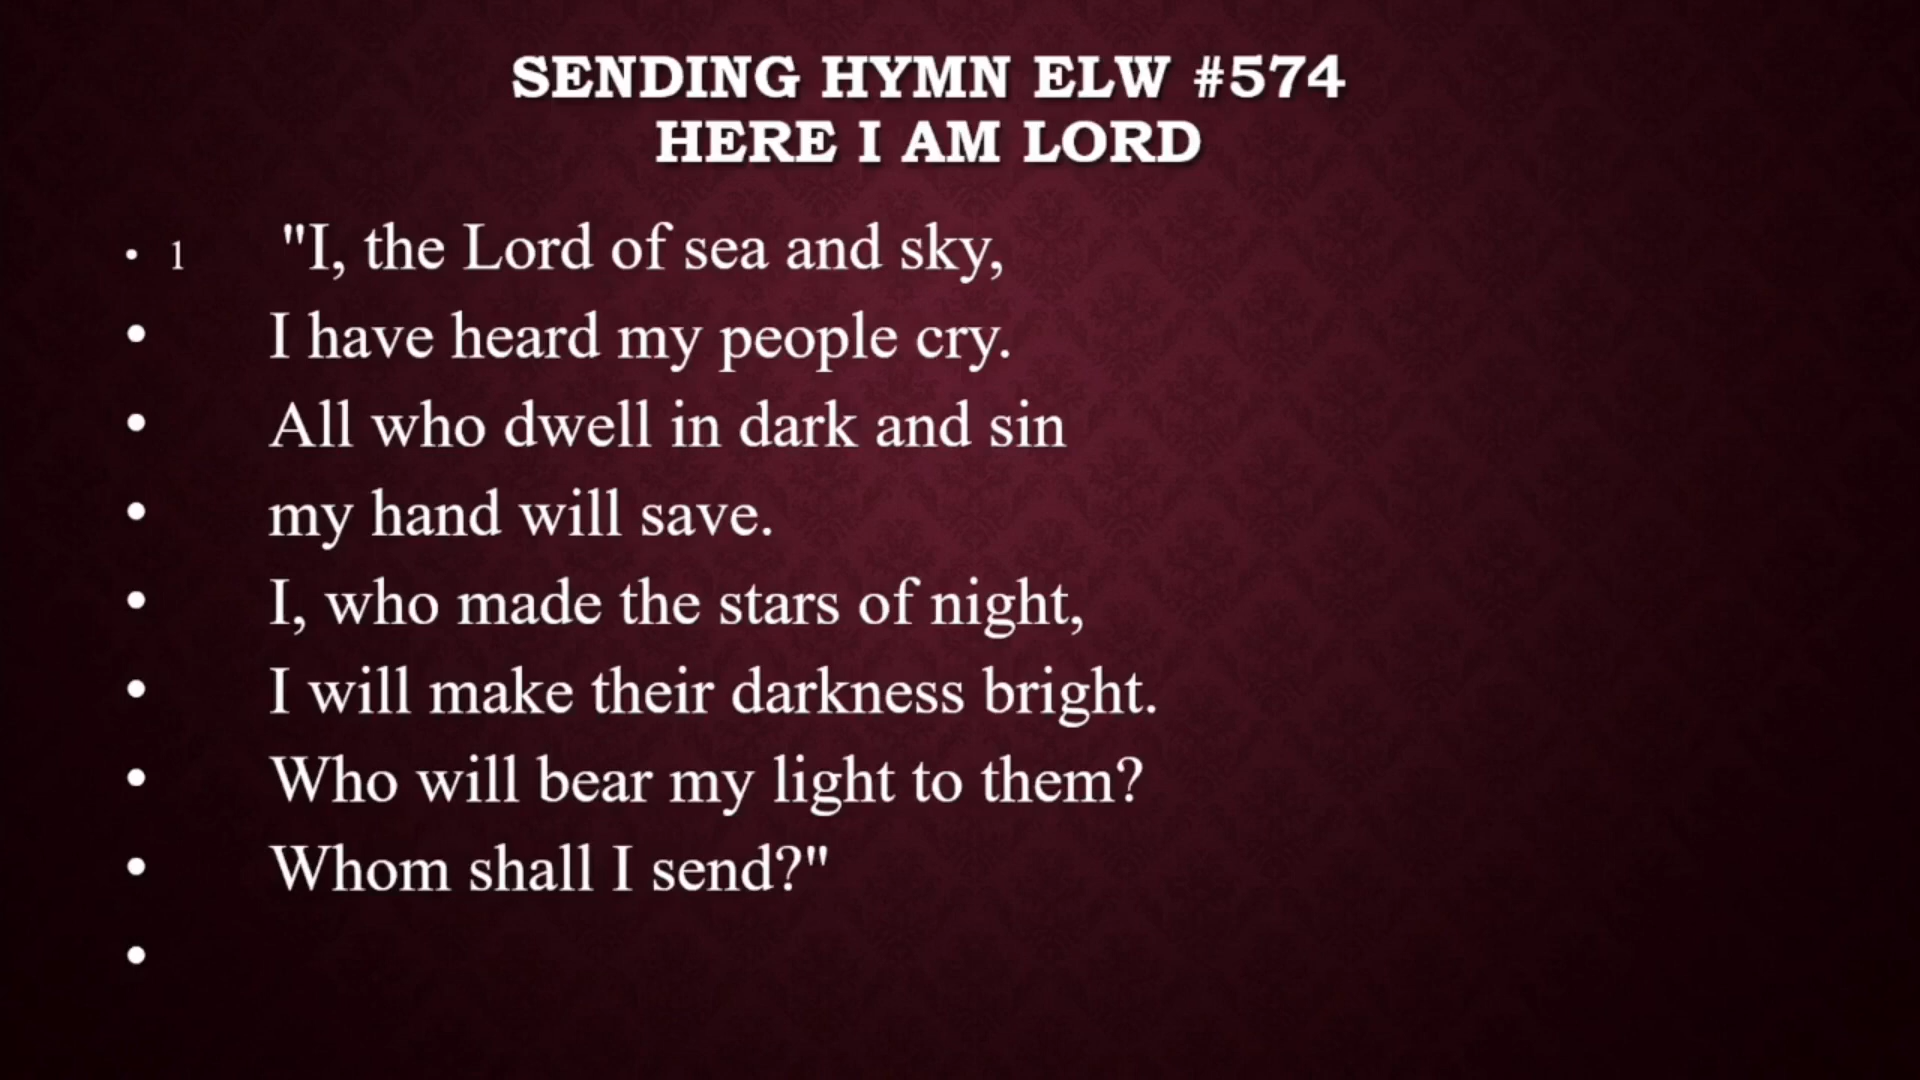 SENDING HYMN ELW #574
HERE I AM LORD
• 1 "I, the Lord of sea and sky,
• I have heard my people cry.
• All who dwell in dark and sin
• my hand will save.
• I, who made the stars of night,
• I will make their darkness bright.
• Who will bear my light to them?
• Whom shall I send?"
•